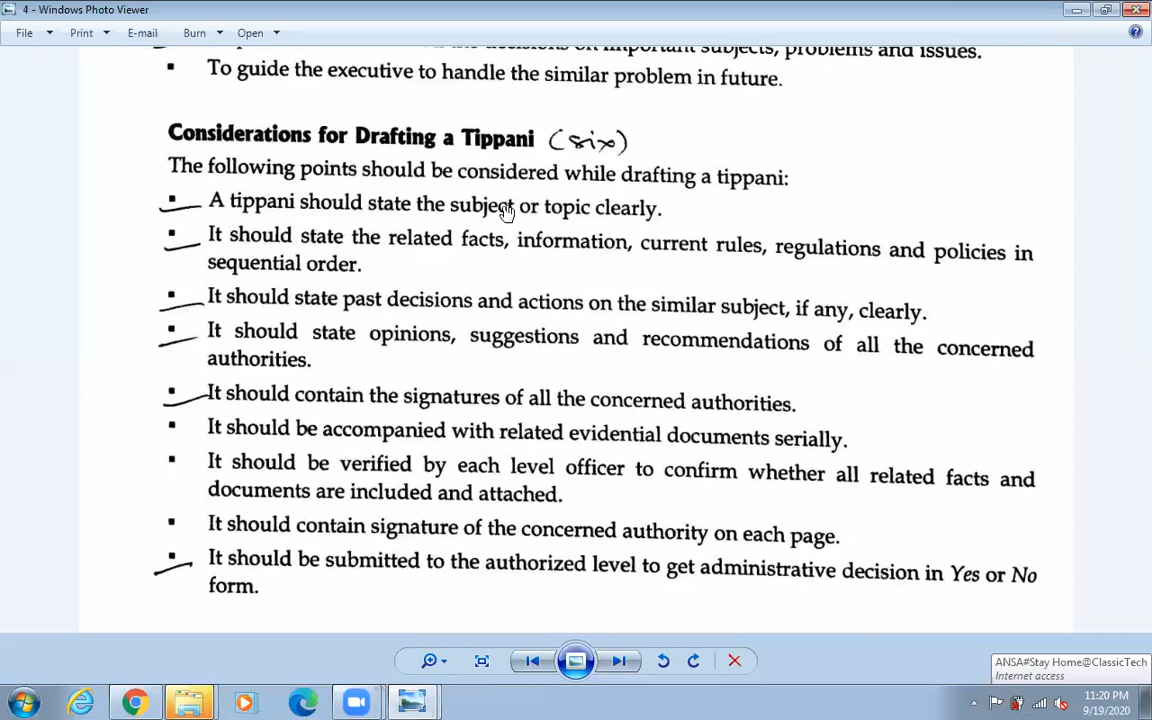 4 - Windows Photo Viewer
File Print E-mail Burn Open
decisions on important subjects, problems and issues.
▪ To guide the executive to handle the similar problem in future.
Considerations for Drafting a Tippani (six)
The following points should be considered while drafting a tippani:
▪ A tippani should state the subject or topic clearly.
▪ It should state the related facts, information, current rules, regulations and policies in
sequential order.
▪ It should state past decisions and actions on the similar subject, if any, clearly.
▪ It should state opinions, suggestions and recommendations of all the concerned
authorities.
▪ It should contain the signatures of all the concerned authorities.
▪ It should be accompanied with related evidential documents serially.
▪ It should be verified by each level officer to confirm whether all related facts and
documents are included and attached.
▪ It should contain signature of the concerned authority on each page.
▪ It should be submitted to the authorized level to get administrative decision in Yes or No
form.
ANSA#Stay Home@ClassicTech
Internet access
11:20 PM
9/19/2020